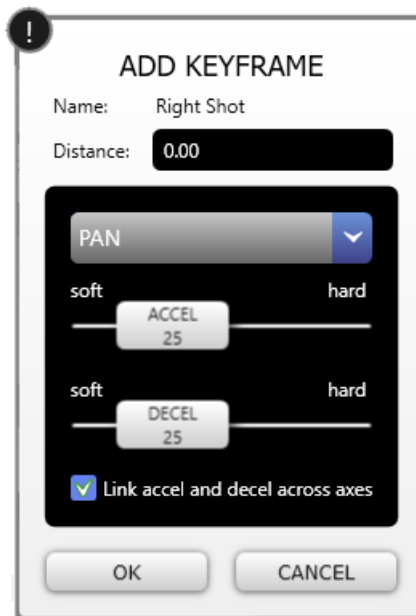 !
ADD KEYFRAME
Name: Right Shot
Distance: 0.00
PAN
soft hard
ACCEL
25
soft hard
DECEL
25
Link accel and decel across axes
OK CANCEL